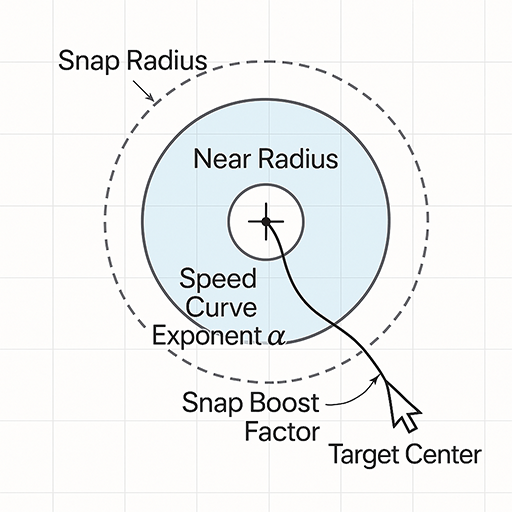 Snap Radius
Near Radius
Speed
Curve
Exponent α
Snap Boost
Factor
Target Center